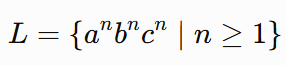 L = {aⁿbⁿcⁿ | n ≥ 1}